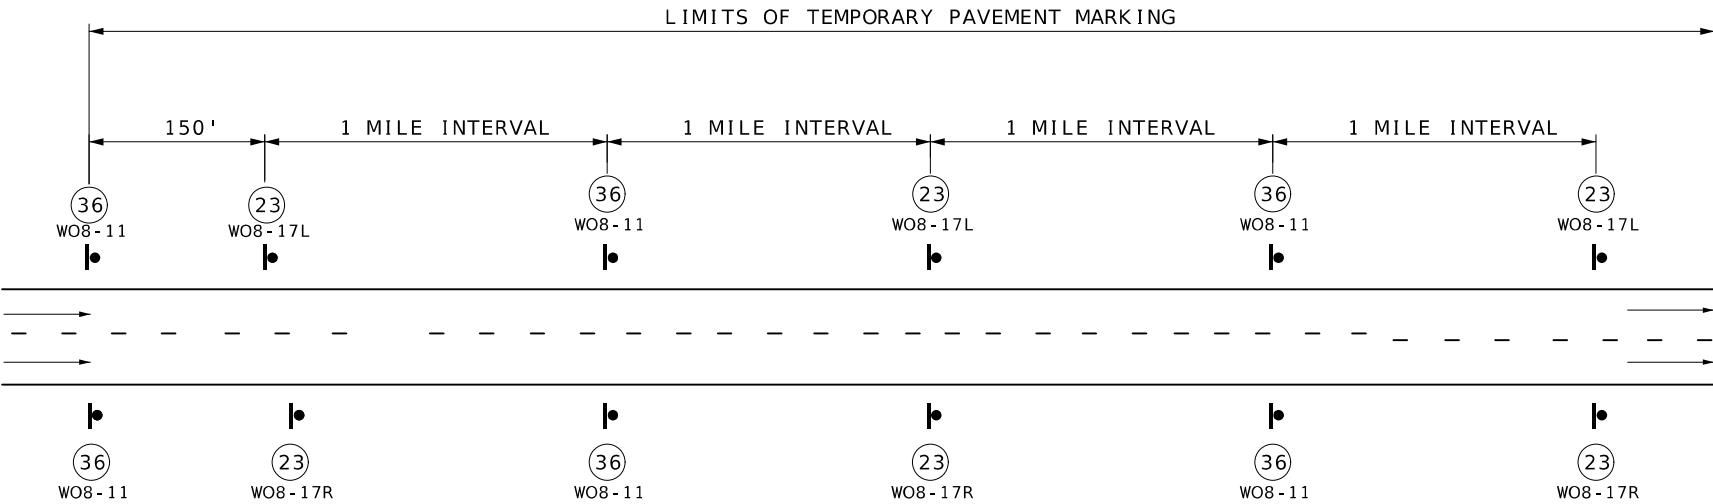 LIMITS OF TEMPORARY PAVEMENT MARKING
150' 1 MILE INTERVAL 1 MILE INTERVAL 1 MILE INTERVAL 1 MILE INTERVAL
36 23 36 23 36 23
WO8-11 WO8-17L WO8-11 WO8-17L WO8-11 WO8-17L
36 23 36 23 36 23
WO8-11 WO8-17R WO8-11 WO8-17R WO8-11 WO8-17R